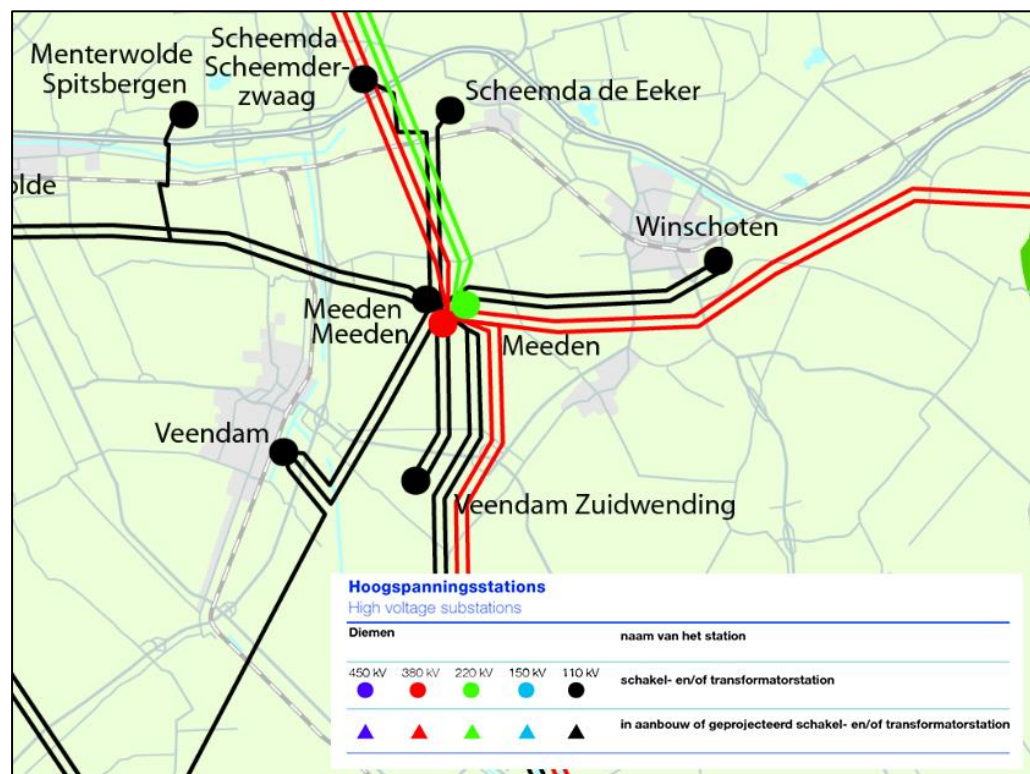 Menterwolde
Spitsbergen
Scheemda
Scheemder-
zwaag
Scheemda de Eeker
olde
Winschoten
Meeden
Meeden
Meeden
Veendam
Veendam Zuidwending
Hoogspanningsstations
High voltage substations
Diemen naam van het station
450 kV 380 kV 220 kV 150 kV 110 kV
schakel- en/of transformatorstation
in aanbouw of geprojecteerd schakel- en/of transformatorstation